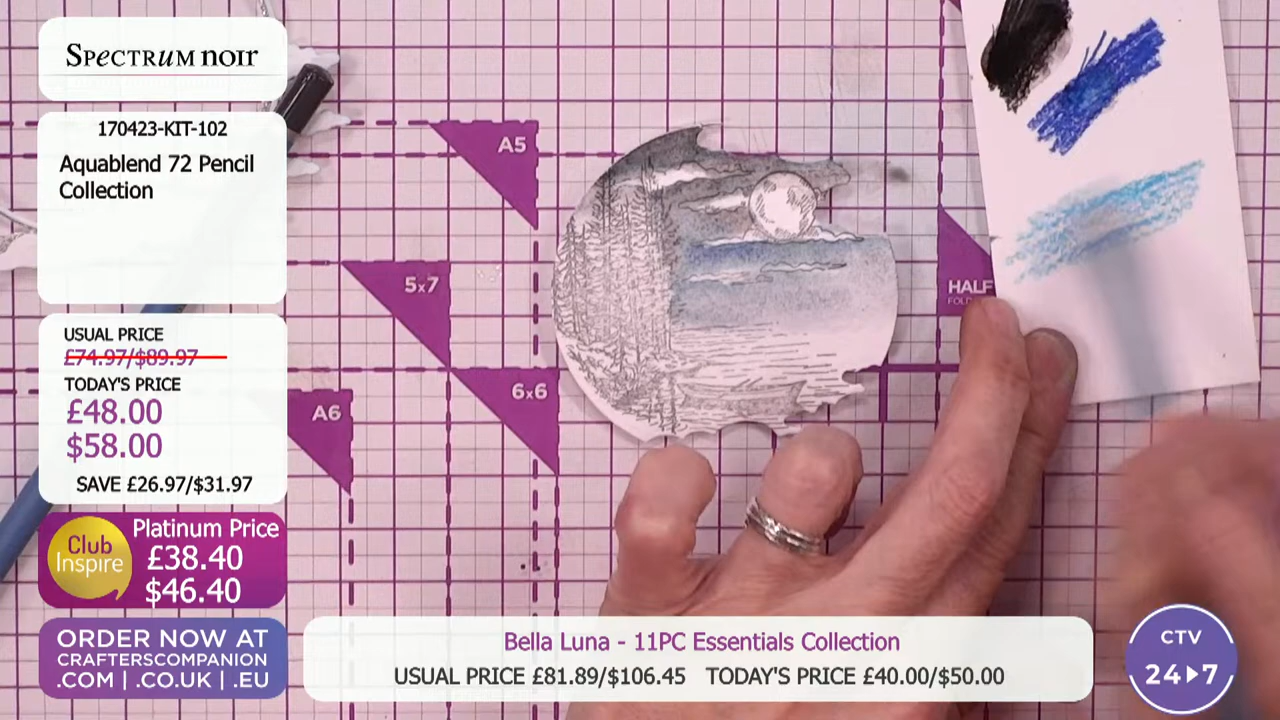 SPECTRUM NOIR
170423-KIT-102
Aquablend 72 Pencil
Collection
USUAL PRICE
£74.97/$89.97
TODAY'S PRICE
£48.00
$58.00
SAVE £26.97/$31.97
Club
Inspire
Platinum Price
£38.40
$46.40
ORDER NOW AT
CRAFTERSCOMPANION
.COM | .CO.UK | .EU
A5
5x7
6x6
A6
HALF
FOLD
Bella Luna - 11PC Essentials Collection
USUAL PRICE £81.89/$106.45 TODAY'S PRICE £40.00/$50.00
CTV
24▶7